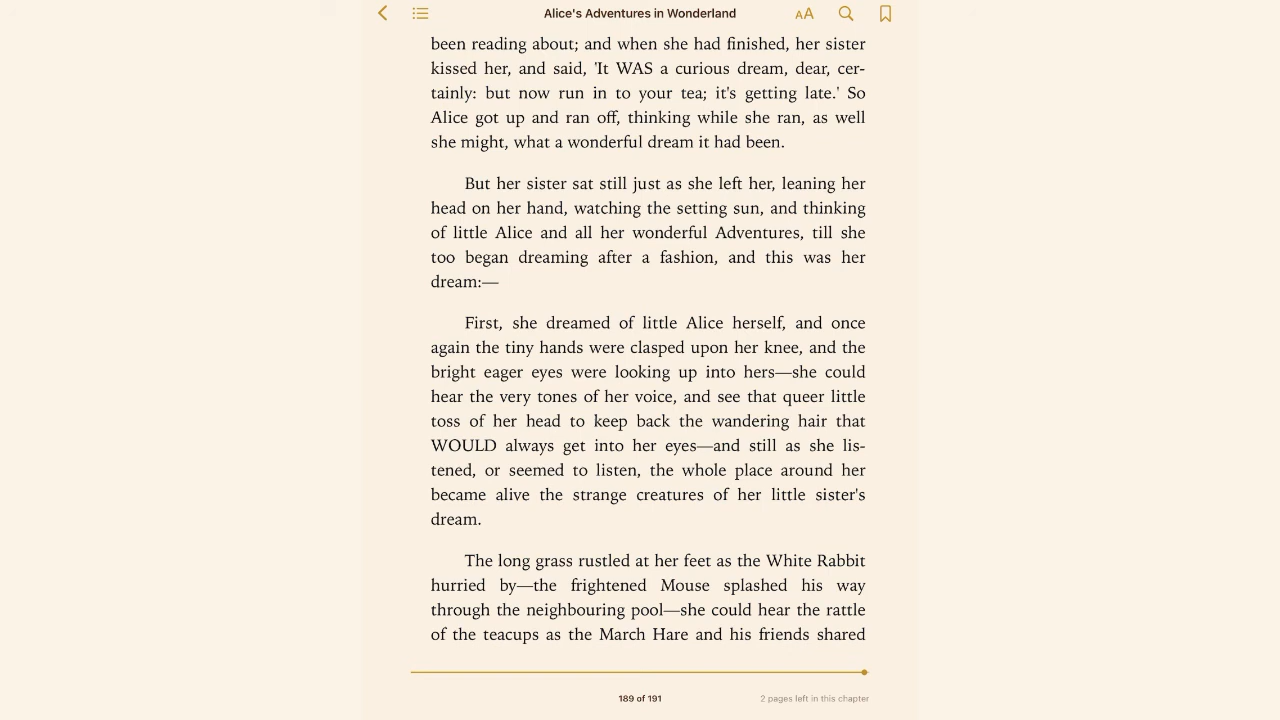 Alice's Adventures in Wonderland
AA
been reading about; and when she had finished, her sister
kissed her, and said, 'It WAS a curious dream, dear, cer-
tainly: but now run in to your tea; it's getting late.' So
Alice got up and ran off, thinking while she ran, as well
she might, what a wonderful dream it had been.
But her sister sat still just as she left her, leaning her
head on her hand, watching the setting sun, and thinking
of little Alice and all her wonderful Adventures, till she
too began dreaming after a fashion, and this was her
dream:—
First, she dreamed of little Alice herself, and once
again the tiny hands were clasped upon her knee, and the
bright eager eyes were looking up into hers—she could
hear the very tones of her voice, and see that queer little
toss of her head to keep back the wandering hair that
WOULD always get into her eyes—and still as she lis-
tened, or seemed to listen, the whole place around her
became alive the strange creatures of her little sister's
dream.
The long grass rustled at her feet as the White Rabbit
hurried by—the frightened Mouse splashed his way
through the neighbouring pool—she could hear the rattle
of the teacups as the March Hare and his friends shared
189 of 191
2 pages left in this chapter